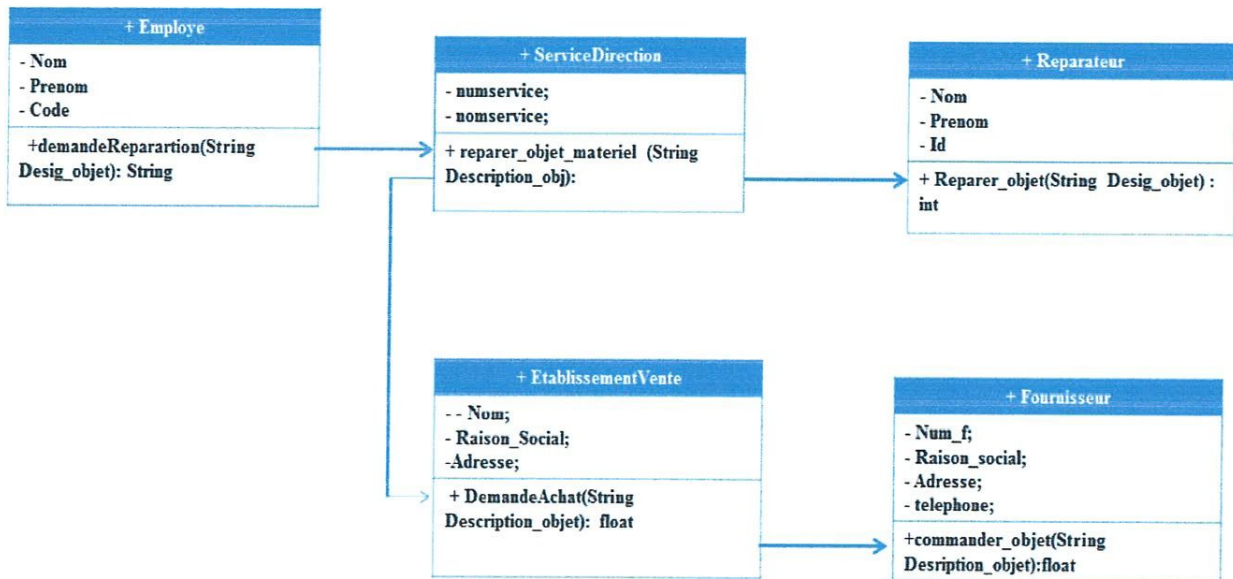 + Employe
- Nom
- Prenom
- Code
+demandeReparartion(String
Desig_objet): String
+ ServiceDirection
- numservice;
- nomservice;
+ reparer_objet_materiel (String
Description_obj):
+ Reparateur
- Nom
- Prenom
- Id
+ Reparer_objet(String Desig_objet) :
int
+ EtablissementVente
- - Nom;
- Raison_Social;
-Adresse;
+ DemandeAchat(String
Description_objet): float
+ Fournisseur
- Num_f;
- Raison_social;
- Adresse;
- telephone;
+commander_objet(String
Desription_objet):float